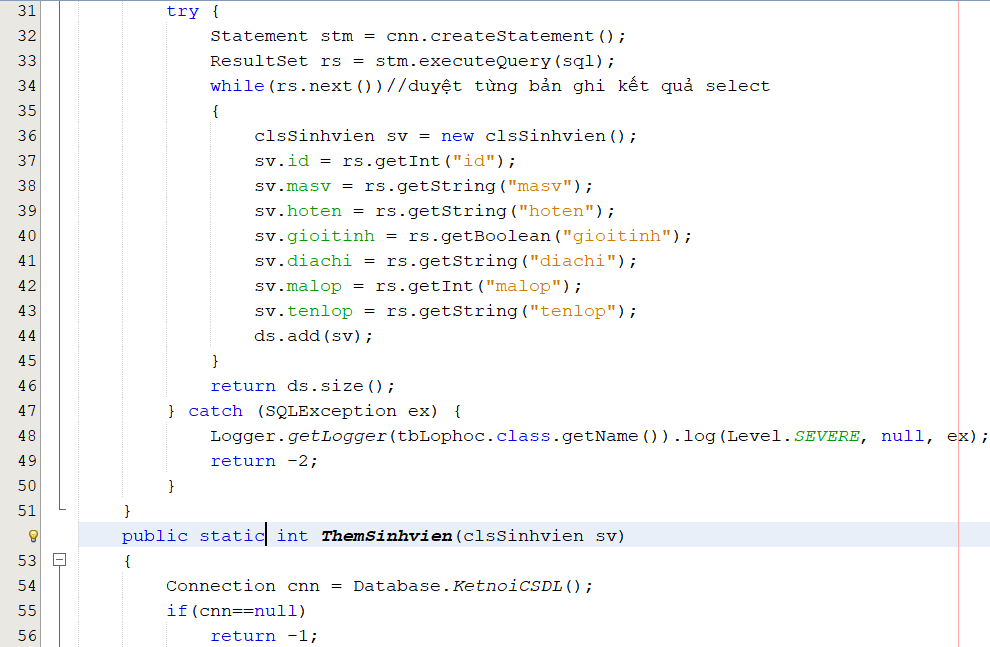 31 try {
32 Statement stm = cnn.createStatement();
33 ResultSet rs = stm.executeQuery(sql);
34 while(rs.next())//duyệt từng bản ghi kết quả select
35 {
36 clsSinhvien sv = new clsSinhvien();
37 sv.id = rs.getInt("id");
38 sv.masv = rs.getString("masv");
39 sv.hoten = rs.getString("hoten");
40 sv.gioitinh = rs.getBoolean("gioitinh");
41 sv.diachi = rs.getString("diachi");
42 sv.malop = rs.getInt("malop");
43 sv.tenlop = rs.getString("tenlop");
44 ds.add(sv);
45 }
46 return ds.size();
47 } catch (SQLException ex) {
48 Logger.getLogger(tbLophoc.class.getName()).log(Level.SEVERE, null, ex);
49 return -2;
50 }
51 }
public static int ThemSinhvien(clsSinhvien sv)
53 {
54 Connection cnn = Database.KetnoiCSDL();
55 if(cnn==null)
56 return -1;